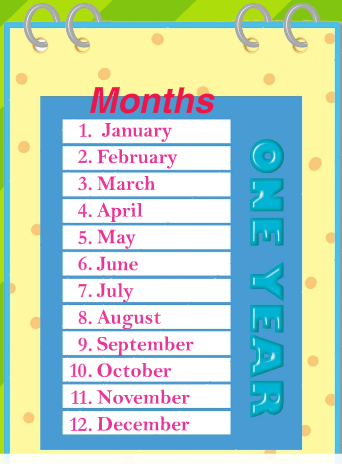 Months
1. January
2. February
3. March
4. April
5. May
6. June
7. July
8. August
9. September
10. October
11. November
12. December
ONE YEAR